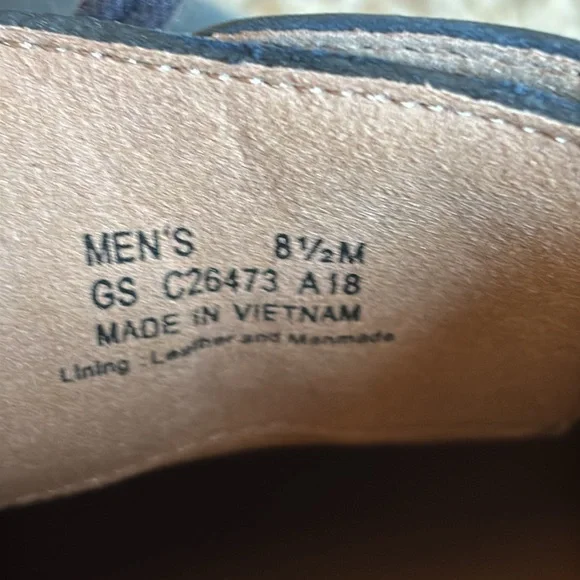 MEN'S 8½M
GS C26473 A18
MADE IN VIETNAM
Lining : Leather and Manmade